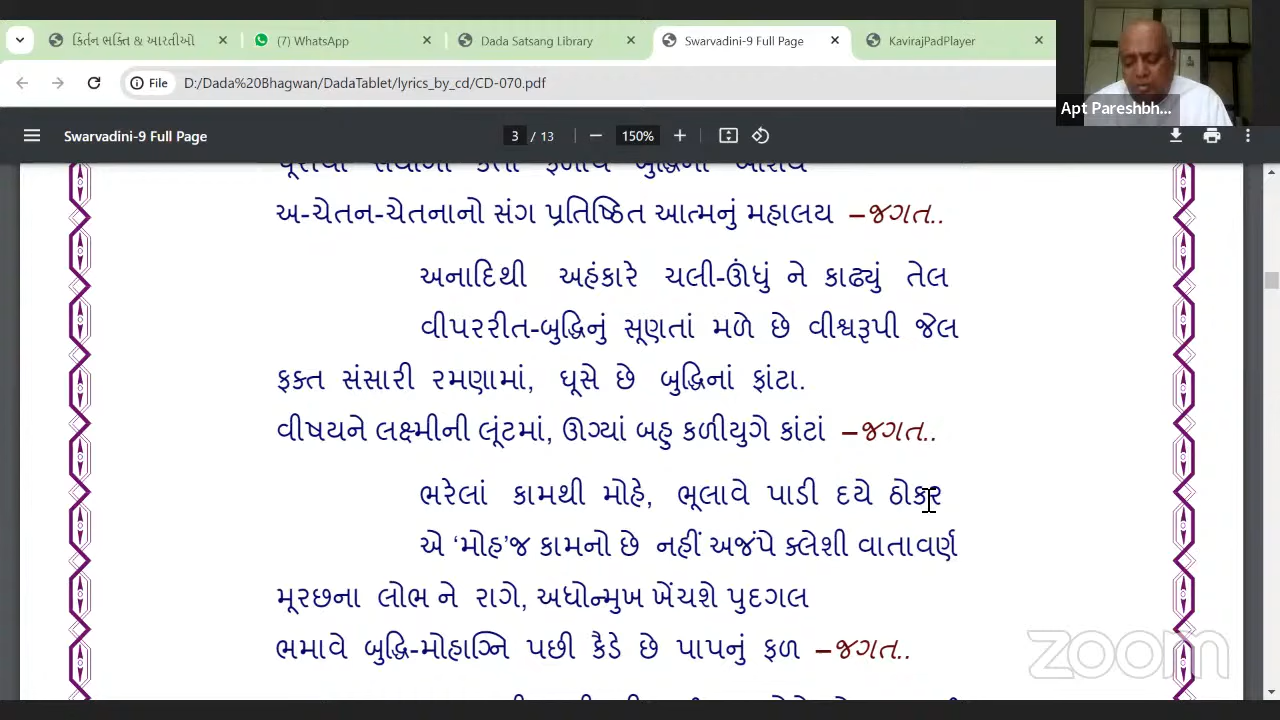 કિર્તન ભક્તિ & આરતીઓ
(7) WhatsApp
Dada Satsang Library
Swarvadini-9 Full Page
KavirajPadPlayer
File D:/Dada%20Bhagwan/DadaTablet/lyrics_by_cd/CD-070.pdf
Apt Pareshbh...
Swarvadini-9 Full Page
3 / 13
150%
અ-ચેતન-ચેતનાનો સંગ પ્રતિષ્ઠિત આત્મનું મહાલય –જગત..
અનાદિથી અહંકારે ચલી-ઊંધું ને કાઢ્યું તેલ
વીપરરીત-બુદ્ધિનું સૂણતાં મળે છે વીશ્વરૂપી જેલ
ફક્ત સંસારી રમણામાં, ઘૂસે છે બુદ્ધિનાં ફાંટા.
વીષયને લક્ષ્મીની લૂંટમાં, ઊગ્યાં બહુ કળીયુગે કાંટાં –જગત..
ભરેલાં કામથી મોહે, ભૂલાવે પાડી દયે ઠોકર
એ ‘મોહ’જ કામનો છે નહીં અજંપે ક્લેશી વાતાવર્ણ
મૂરછના લોભ ને રાગે, અધોન્મુખ ખેંચશે પુદગલ
ભમાવે બુદ્ધિ-મોહાગ્નિ પછી કૈડે છે પાપનું ફળ –જગત..
zoom